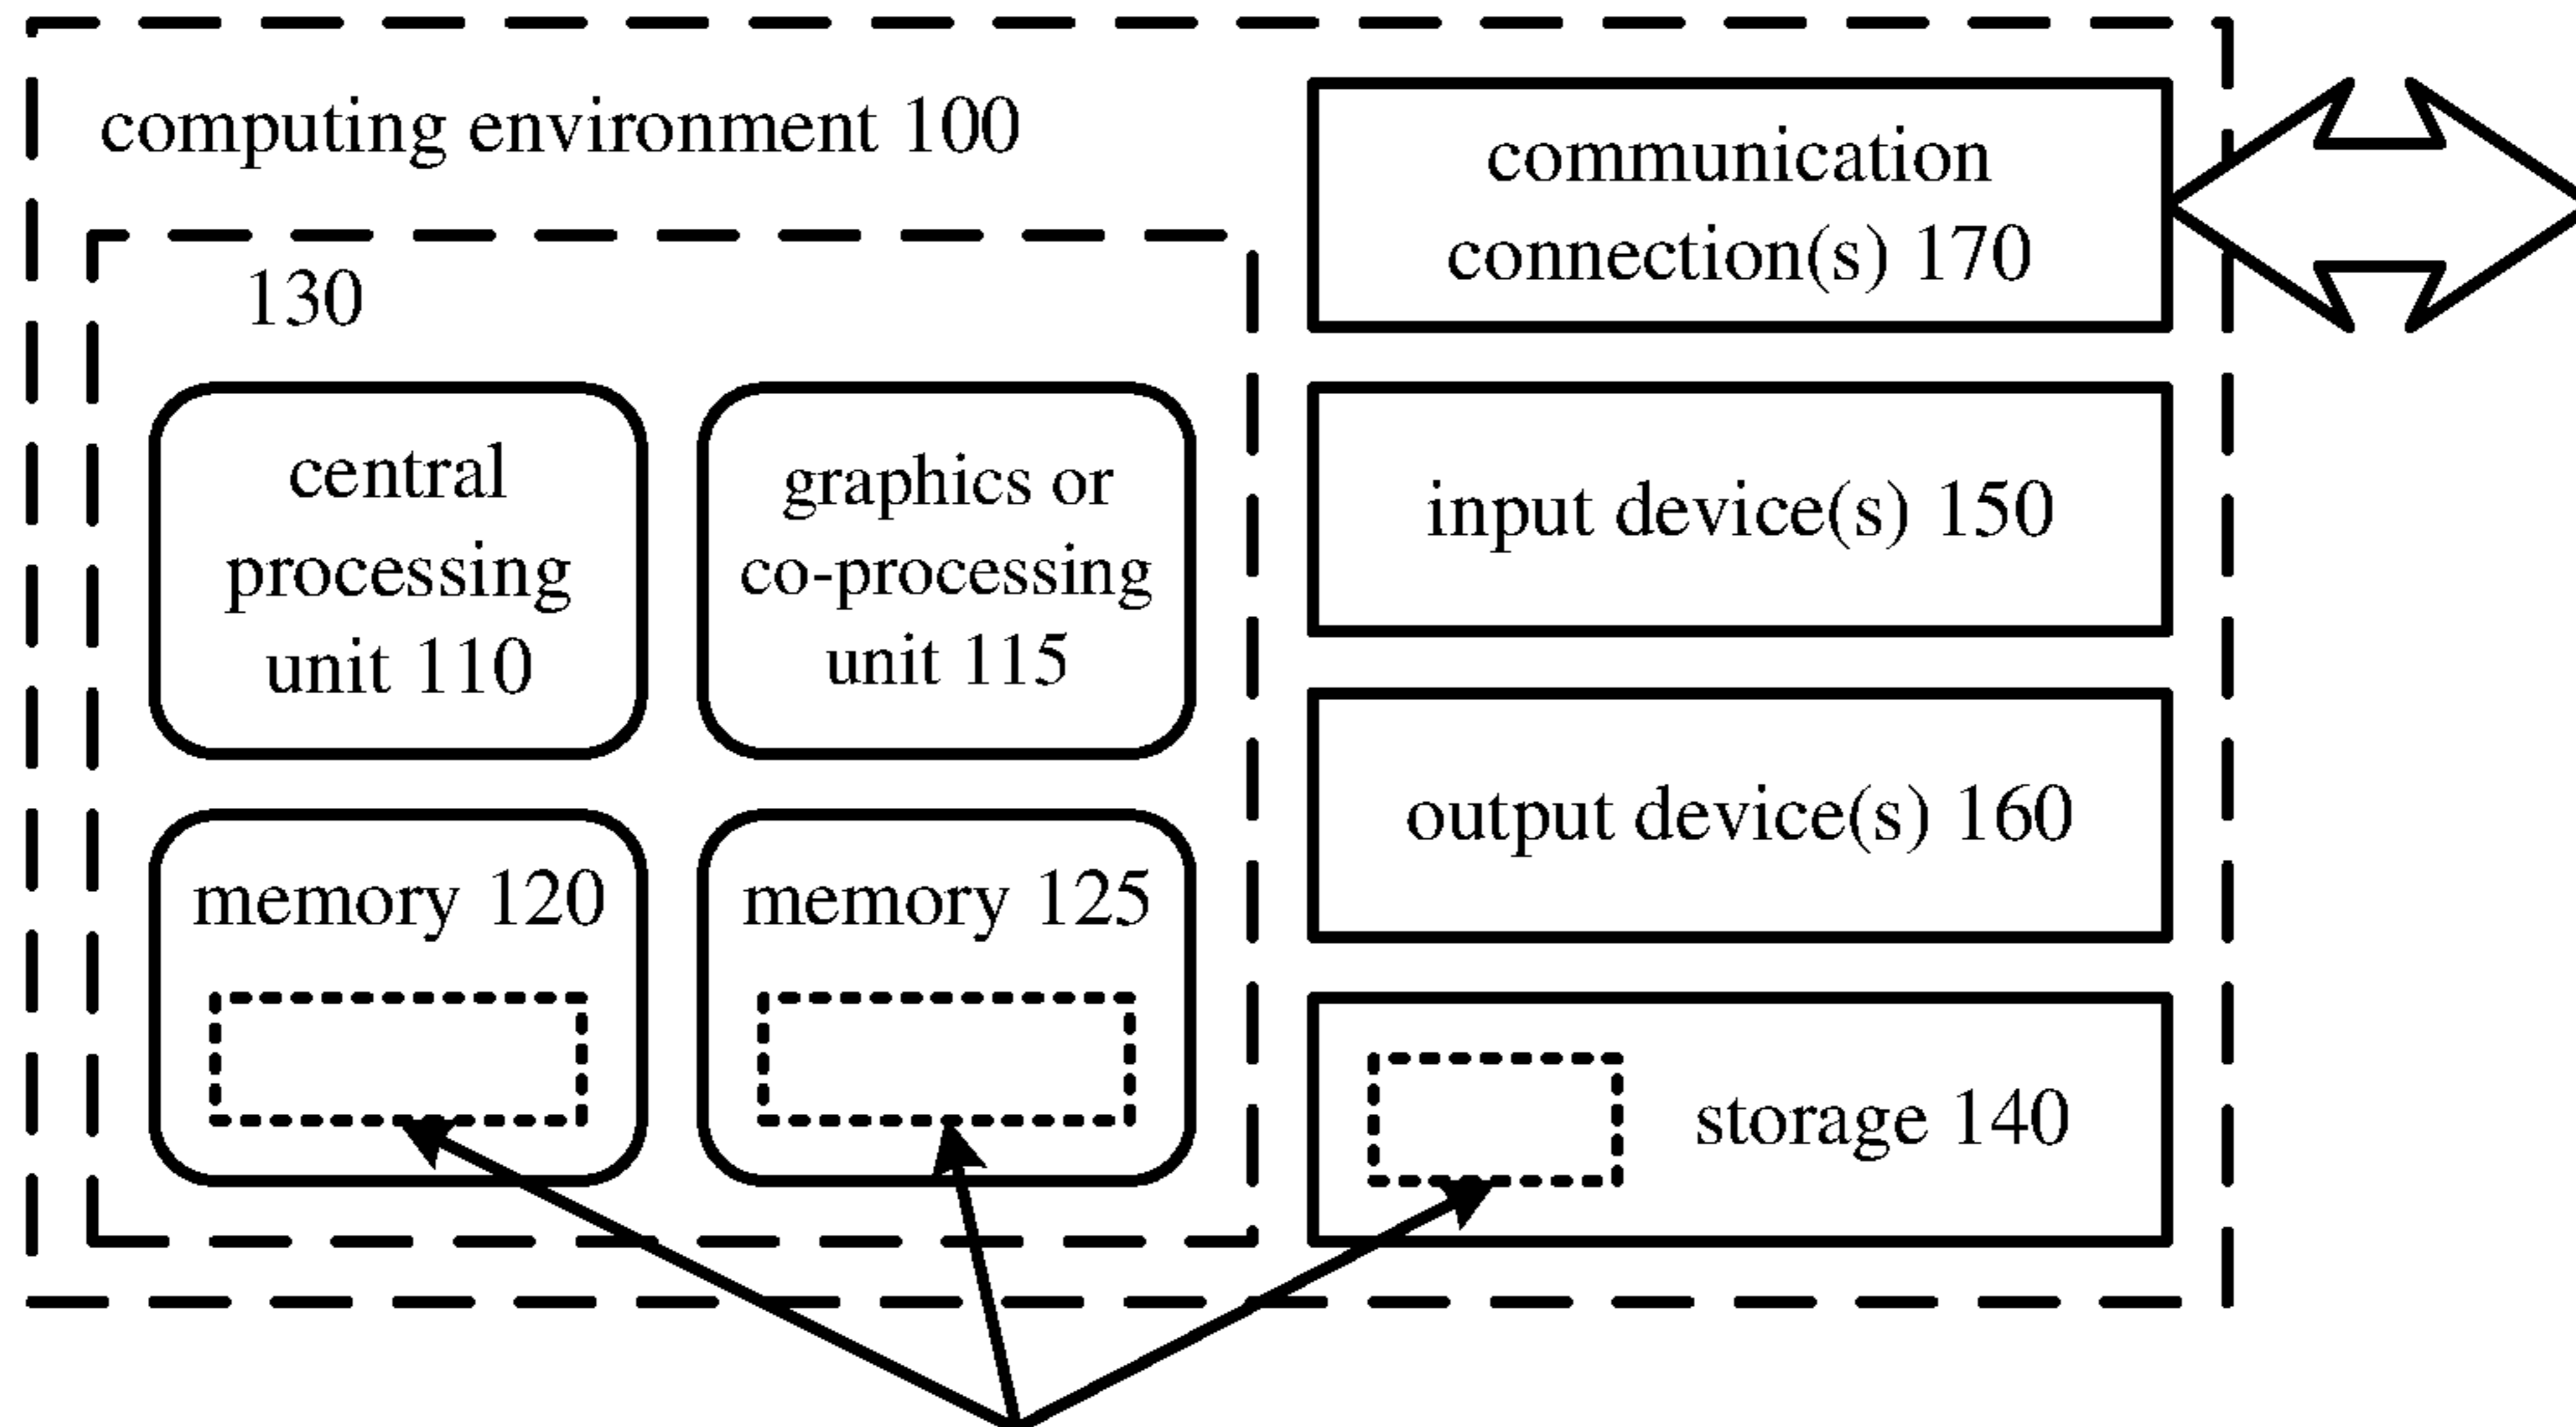 computing environment 100
130
central
processing
unit 110
graphics or
co-processing
unit 115
memory 120
memory 125
communication
connection(s) 170
input device(s) 150
output device(s) 160
storage 140